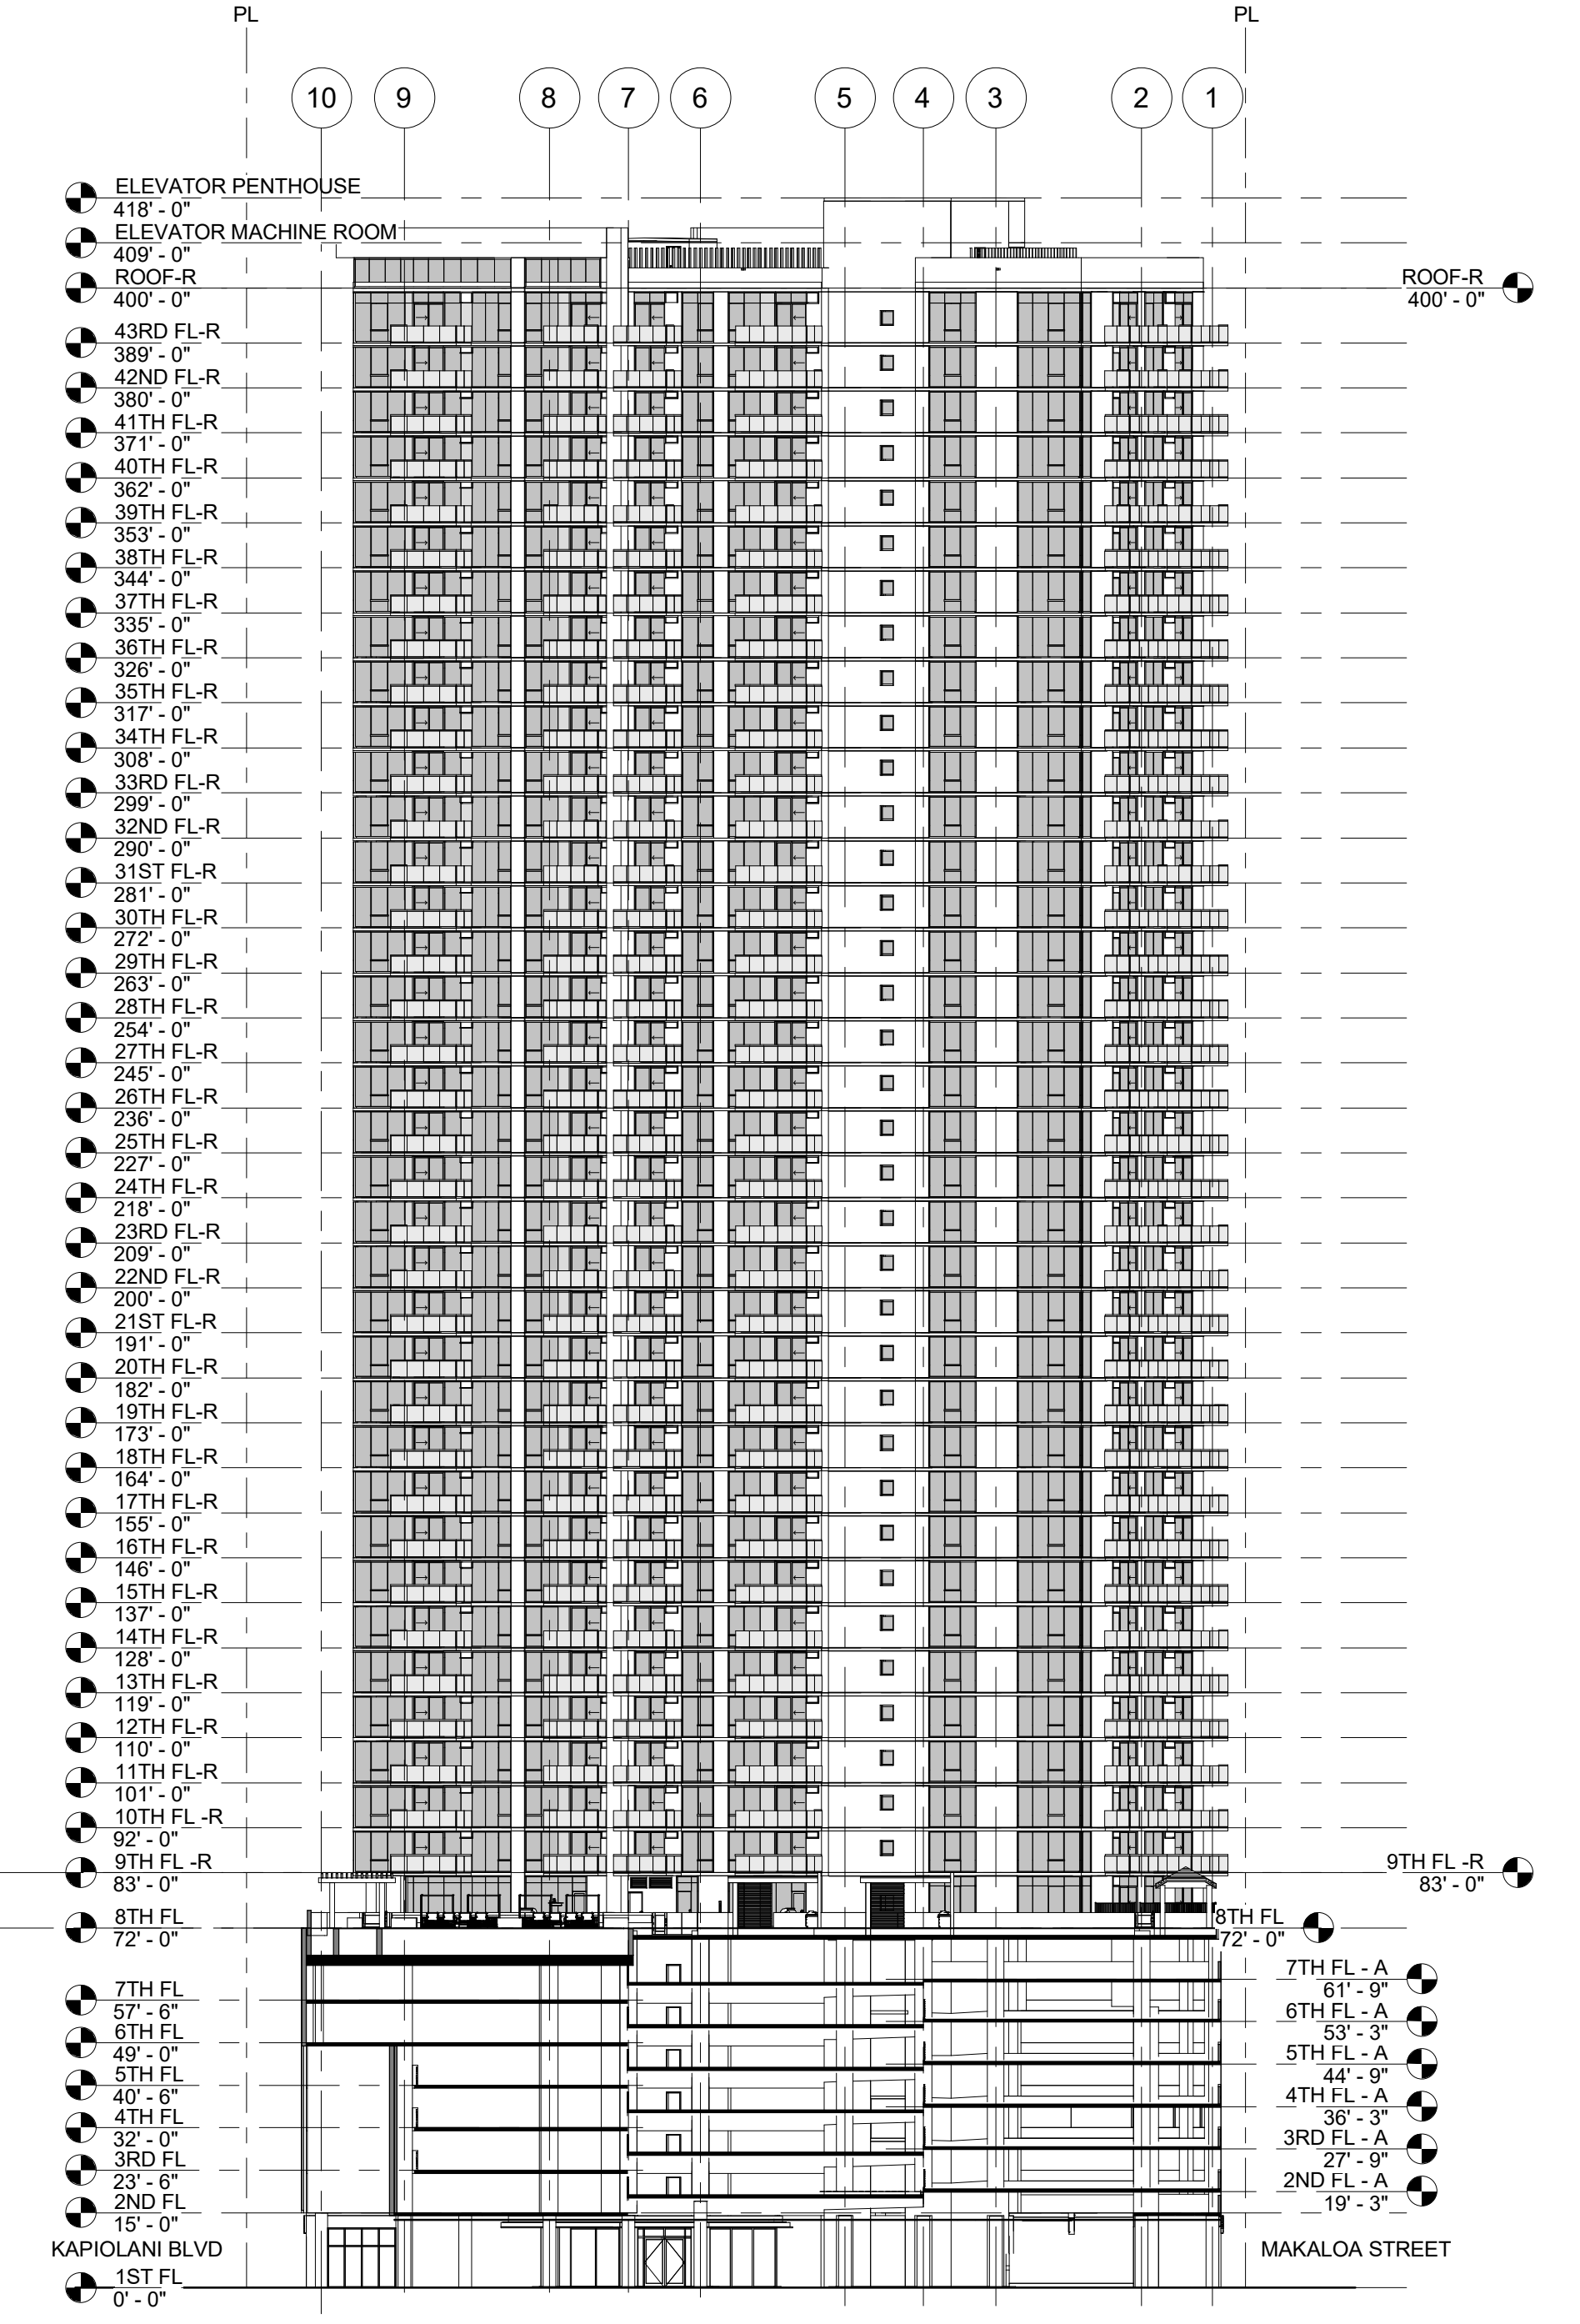 PL
PL
10
9
8
7
6
5
4
3
2
1
ELEVATOR PENTHOUSE
418' - 0"
ELEVATOR MACHINE ROOM
409' - 0"
ROOF-R
400' - 0"
ROOF-R
400' - 0"
43RD FL-R
389' - 0"
42ND FL-R
380' - 0"
41TH FL-R
371' - 0"
40TH FL-R
362' - 0"
39TH FL-R
353' - 0"
38TH FL-R
344' - 0"
37TH FL-R
335' - 0"
36TH FL-R
326' - 0"
35TH FL-R
317' - 0"
34TH FL-R
308' - 0"
33RD FL-R
299' - 0"
32ND FL-R
290' - 0"
31ST FL-R
281' - 0"
30TH FL-R
272' - 0"
29TH FL-R
263' - 0"
28TH FL-R
254' - 0"
27TH FL-R
245' - 0"
26TH FL-R
236' - 0"
25TH FL-R
227' - 0"
24TH FL-R
218' - 0"
23RD FL-R
209' - 0"
22ND FL-R
200' - 0"
21ST FL-R
191' - 0"
20TH FL-R
182' - 0"
19TH FL-R
173' - 0"
18TH FL-R
164' - 0"
17TH FL-R
155' - 0"
16TH FL-R
146' - 0"
15TH FL-R
137' - 0"
14TH FL-R
128' - 0"
13TH FL-R
119' - 0"
12TH FL-R
110' - 0"
11TH FL-R
101' - 0"
10TH FL -R
92' - 0"
9TH FL -R
83' - 0"
9TH FL -R
83' - 0"
8TH FL
72' - 0"
8TH FL
72' - 0"
7TH FL - A
61' - 9"
7TH FL
57' - 6"
6TH FL - A
53' - 3"
6TH FL
49' - 0"
5TH FL - A
44' - 9"
5TH FL
40' - 6"
4TH FL - A
36' - 3"
4TH FL
32' - 0"
3RD FL - A
27' - 9"
3RD FL
23' - 6"
2ND FL - A
19' - 3"
2ND FL
15' - 0"
KAPIOLANI BLVD
MAKALOA STREET
1ST FL
0' - 0"